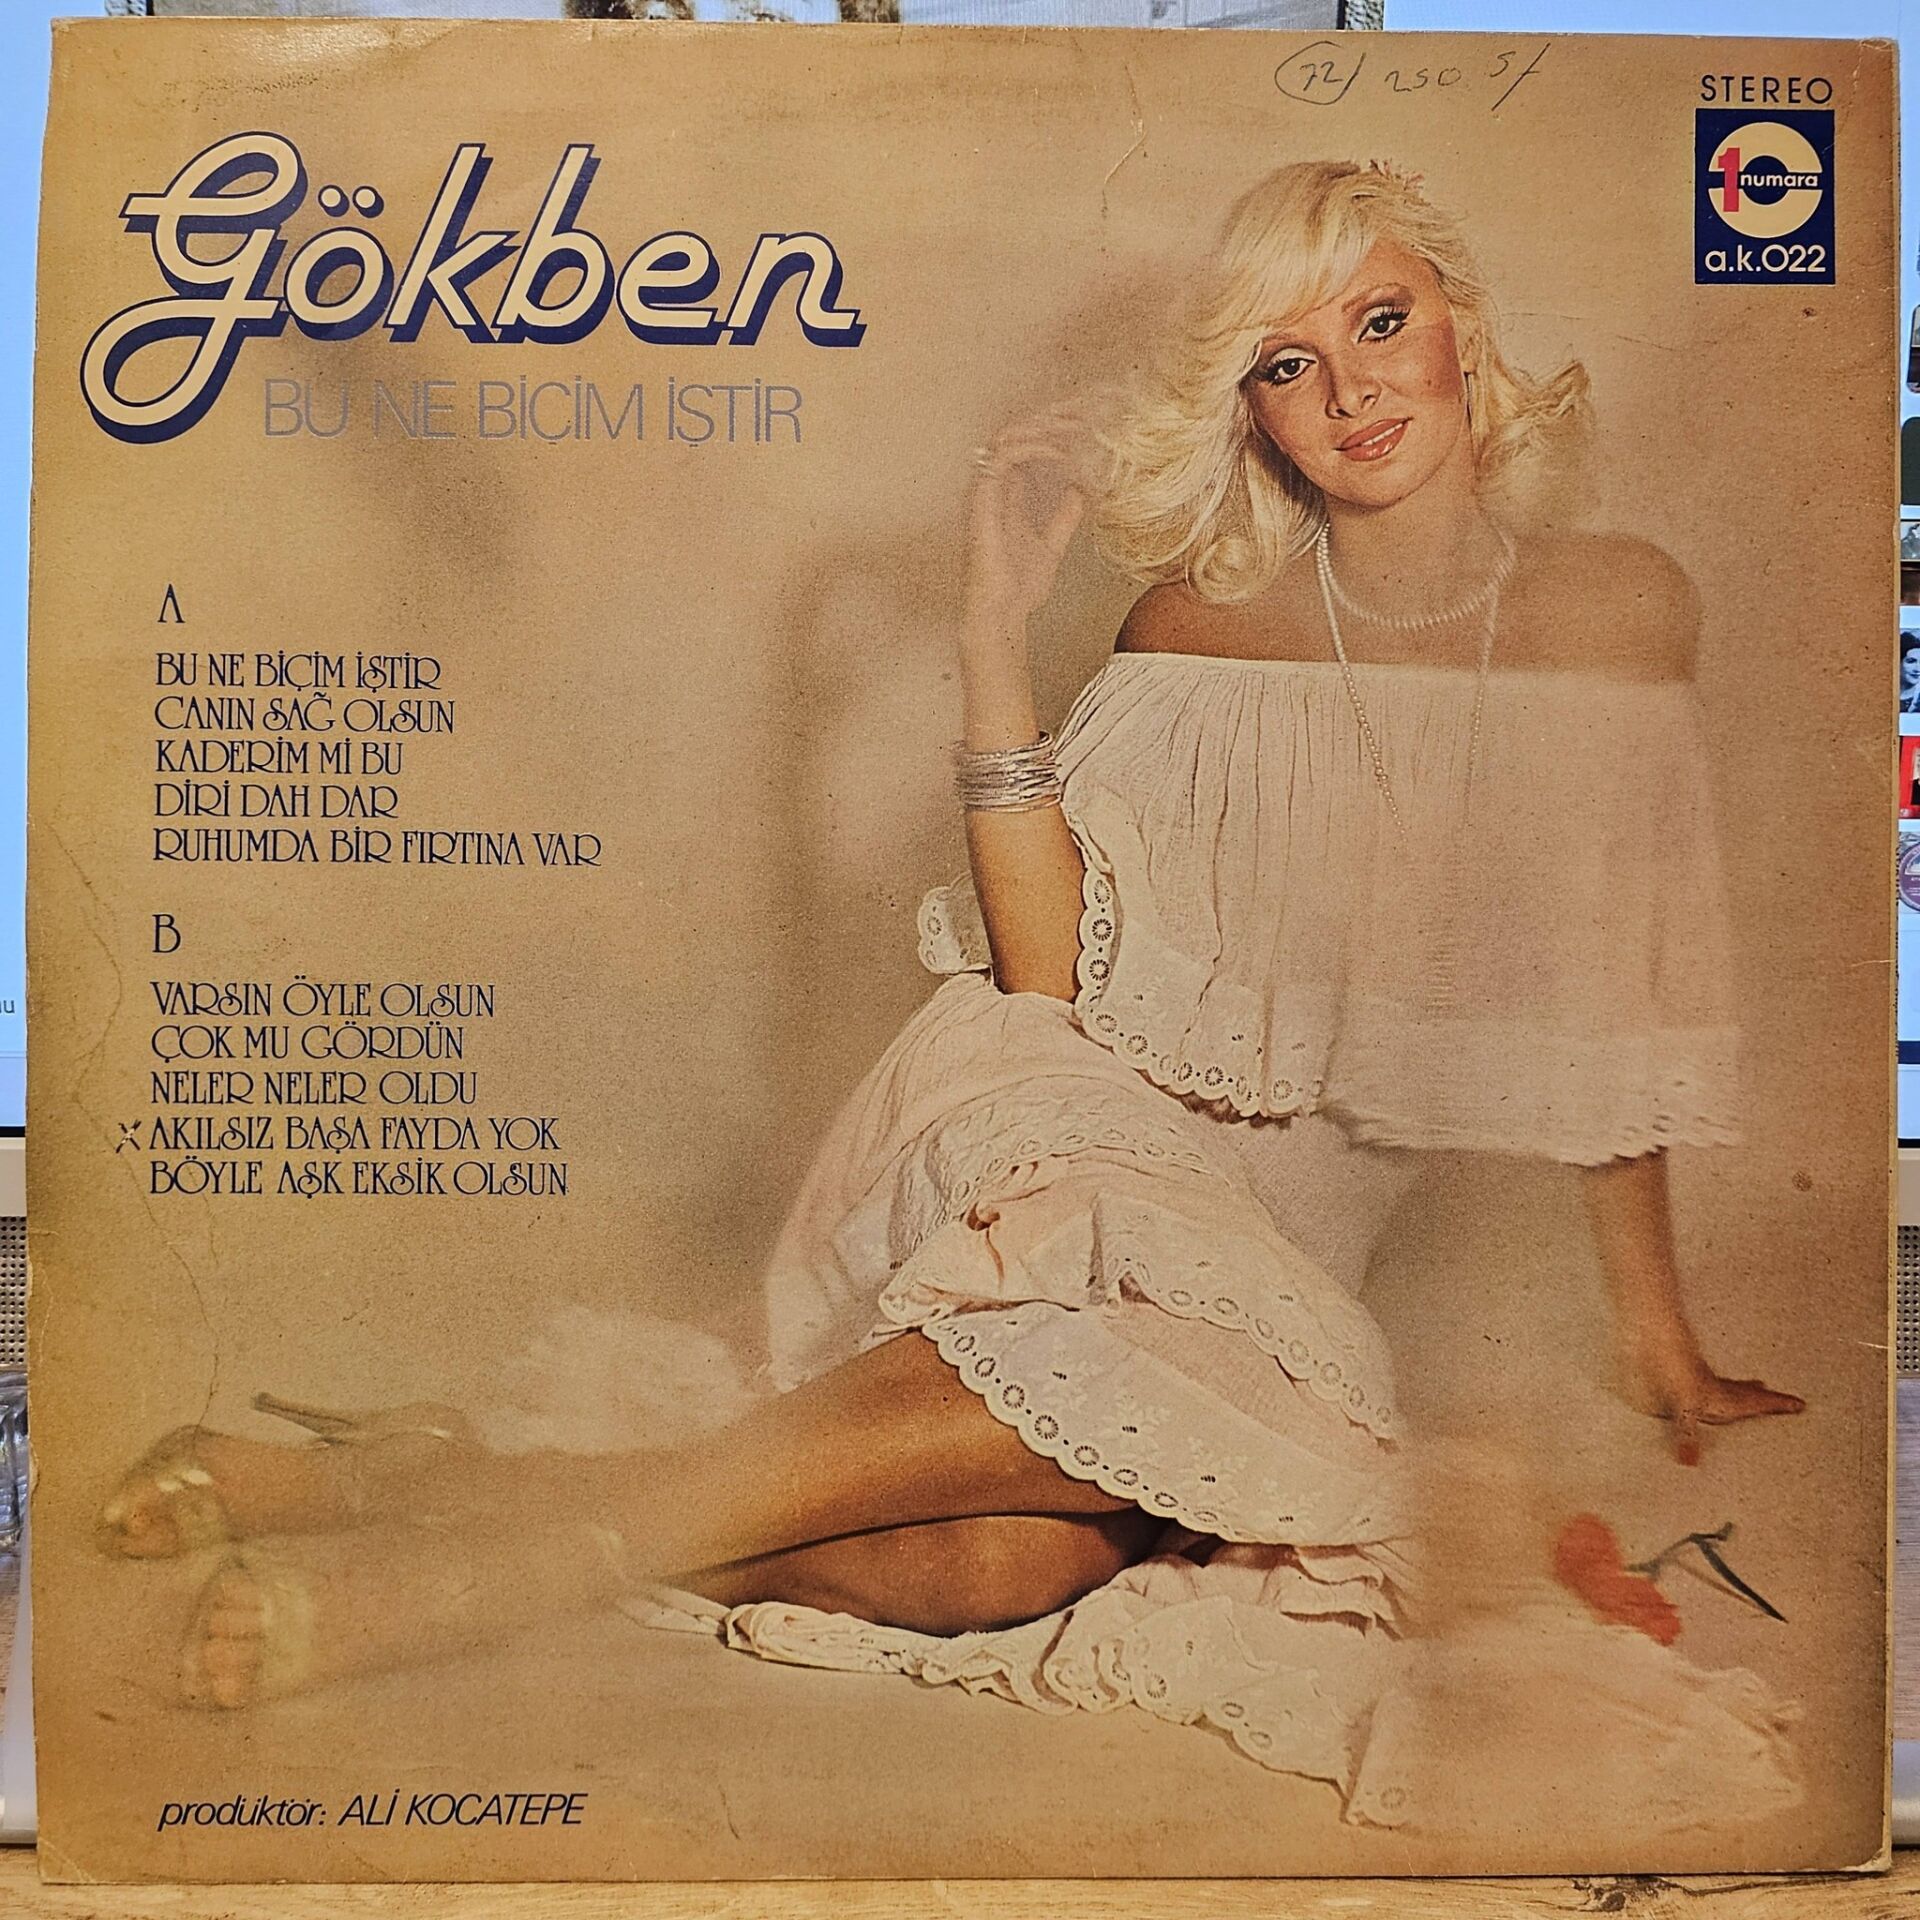 72 250 S/
STEREO
1 numara
a.k.022
Gökben
BU NE BİÇİM İŞTİR
A
BU NE BİÇİM İŞTİR
CANIN SAĞ OLSUN
KADERİM Mİ BU
DİRİ DAH DAR
RUHUMDA BİR FIRTINA VAR
B
VARSIN ÖYLE OLSUN
ÇOK MU GÖRDÜN
NELER NELER OLDU
X AKILSIZ BAŞA FAYDA YOK
BÖYLE AŞK EKSİK OLSUN
prodüktör: ALİ KOCATEPE